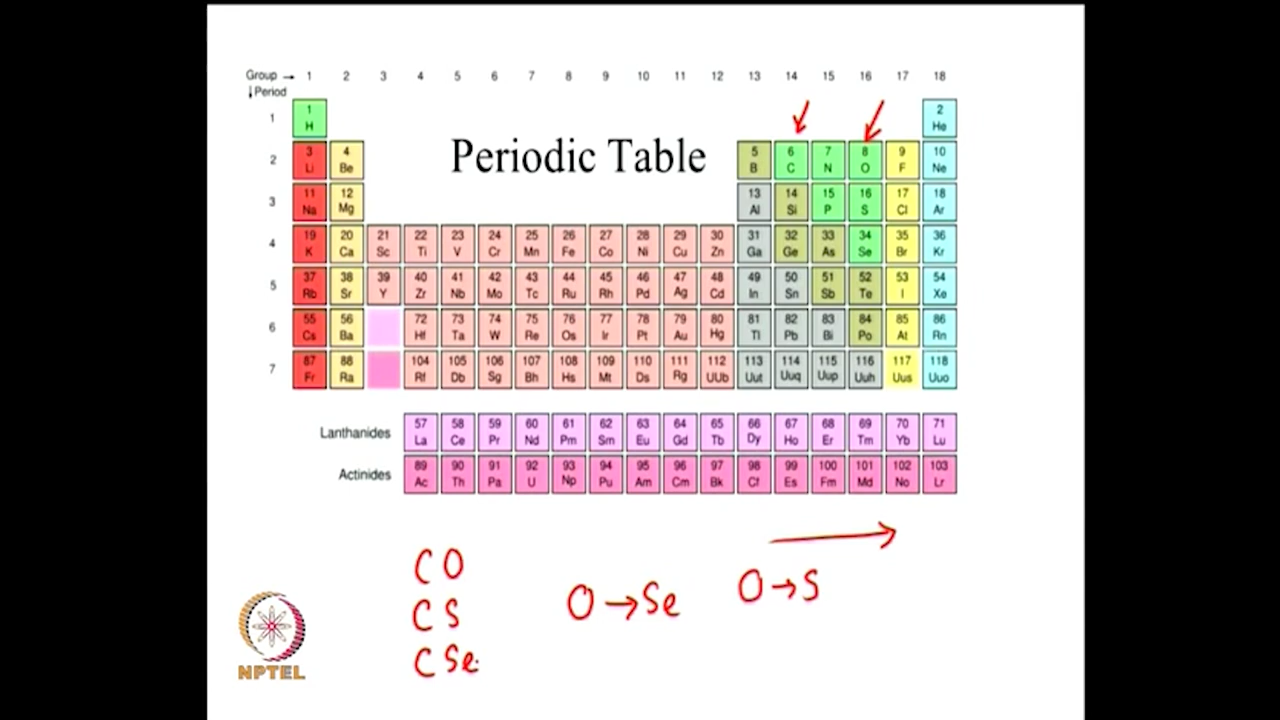 Group → 1 2 3 4 5 6 7 8 9 10 11 12 13 14 15 16 17 18
↓Period
1 1 H 2 He
Periodic Table
2 3 Li 4 Be 5 B 6 C 7 N 8 O 9 F 10 Ne
3 11 Na 12 Mg 13 Al 14 Si 15 P 16 S 17 Cl 18 Ar
4 19 K 20 Ca 21 Sc 22 Ti 23 V 24 Cr 25 Mn 26 Fe 27 Co 28 Ni 29 Cu 30 Zn 31 Ga 32 Ge 33 As 34 Se 35 Br 36 Kr
5 37 Rb 38 Sr 39 Y 40 Zr 41 Nb 42 Mo 43 Tc 44 Ru 45 Rh 46 Pd 47 Ag 48 Cd 49 In 50 Sn 51 Sb 52 Te 53 I 54 Xe
6 55 Cs 56 Ba 72 Hf 73 Ta 74 W 75 Re 76 Os 77 Ir 78 Pt 79 Au 80 Hg 81 Tl 82 Pb 83 Bi 84 Po 85 At 86 Rn
7 87 Fr 88 Ra 104 Rf 105 Db 106 Sg 107 Bh 108 Hs 109 Mt 110 Ds 111 Rg 112 UUb 113 Uut 114 Uuq 115 Uup 116 Uuh 117 Uus 118 Uuo
Lanthanides 57 La 58 Ce 59 Pr 60 Nd 61 Pm 62 Sm 63 Eu 64 Gd 65 Tb 66 Dy 67 Ho 68 Er 69 Tm 70 Yb 71 Lu
Actinides 89 Ac 90 Th 91 Pa 92 U 93 Np 94 Pu 95 Am 96 Cm 97 Bk 98 Cf 99 Es 100 Fm 101 Md 102 No 103 Lr
CO
CS
CSe
O→Se
O→S
NPTEL